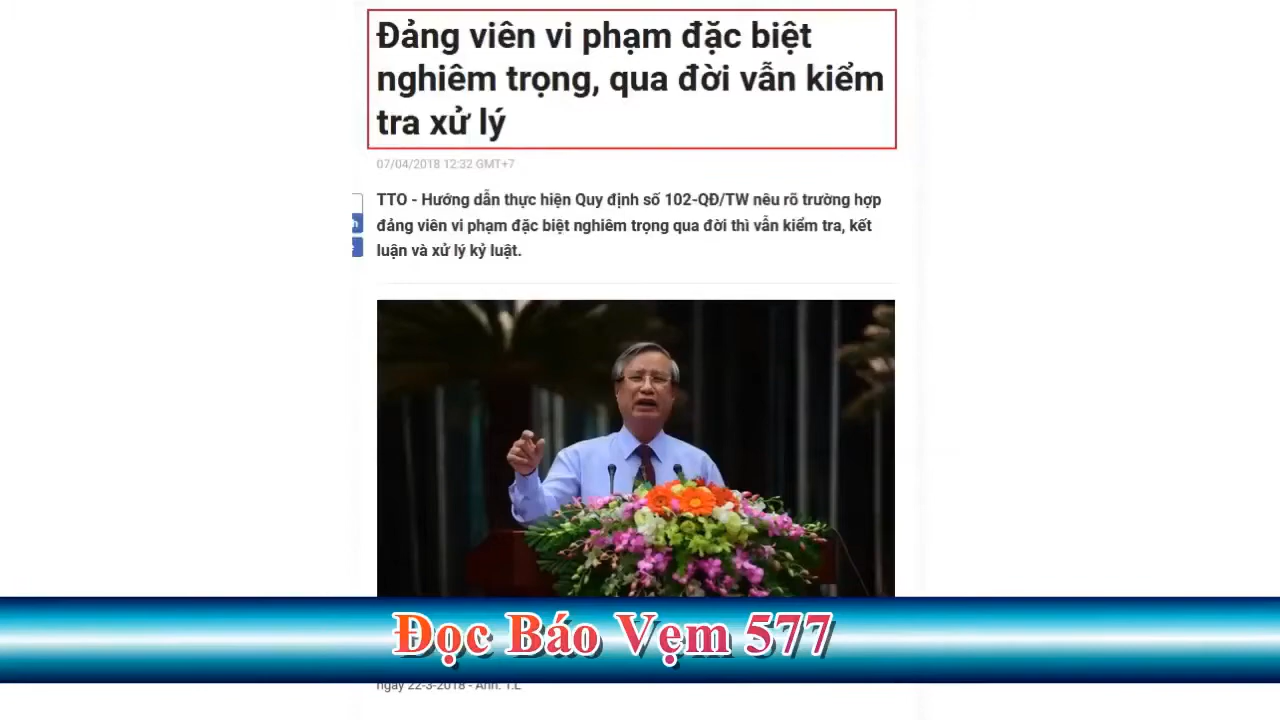 Đảng viên vi phạm đặc biệt
nghiêm trọng, qua đời vẫn kiểm
tra xử lý
07/04/2018 12:32 GMT+7
TTO - Hướng dẫn thực hiện Quy định số 102-QĐ/TW nêu rõ trường hợp
đảng viên vi phạm đặc biệt nghiêm trọng qua đời thì vẫn kiểm tra, kết
luận và xử lý kỷ luật.
Đọc Báo Vẹm 577
ngày 22-3-2018 - Ảnh: T.L